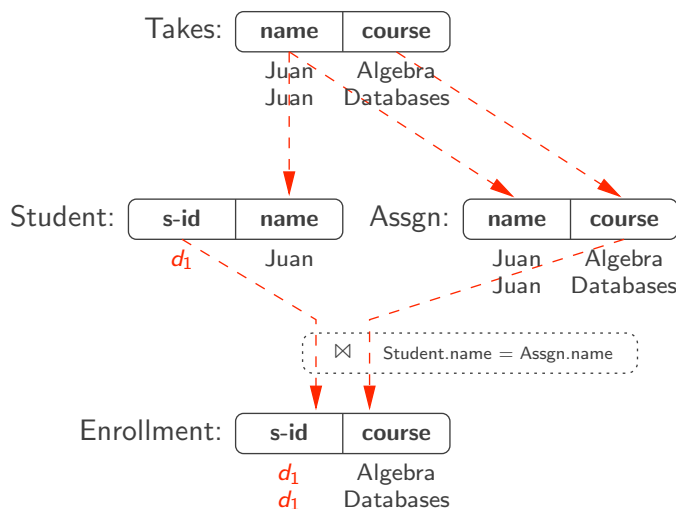 Takes: name course
Juan Algebra
Juan Databases
Student: s-id name Assgn: name course
d1 Juan Juan Algebra
Juan Databases
⋈ Student.name = Assgn.name
Enrollment: s-id course
d1 Algebra
d1 Databases